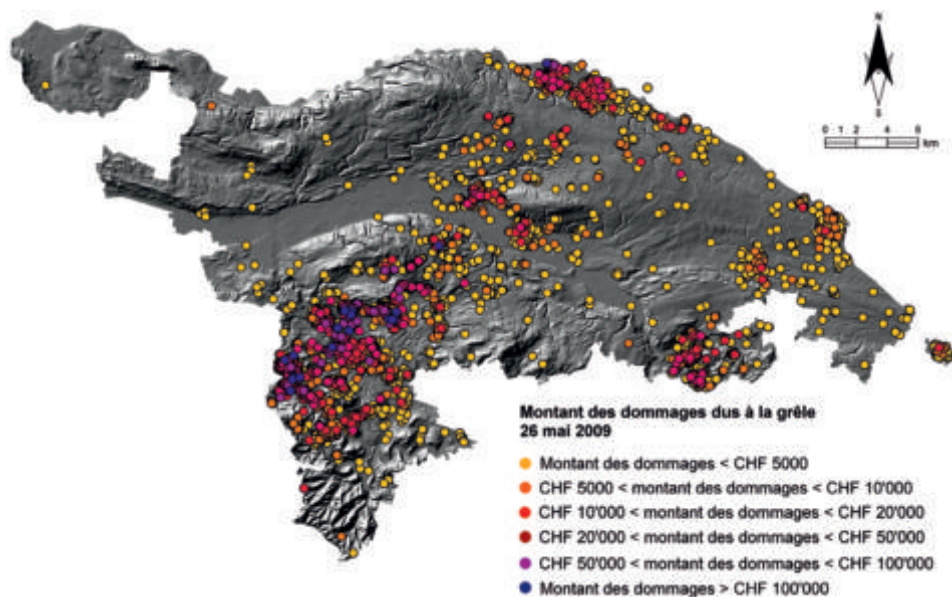 N
S
0 1 2 4 6
km
Montant des dommages dus à la grêle
26 mai 2009
Montant des dommages < CHF 5000
CHF 5000 < montant des dommages < CHF 10'000
CHF 10'000 < montant des dommages < CHF 20'000
CHF 20'000 < montant des dommages < CHF 50'000
CHF 50'000 < montant des dommages < CHF 100'000
Montant des dommages > CHF 100'000